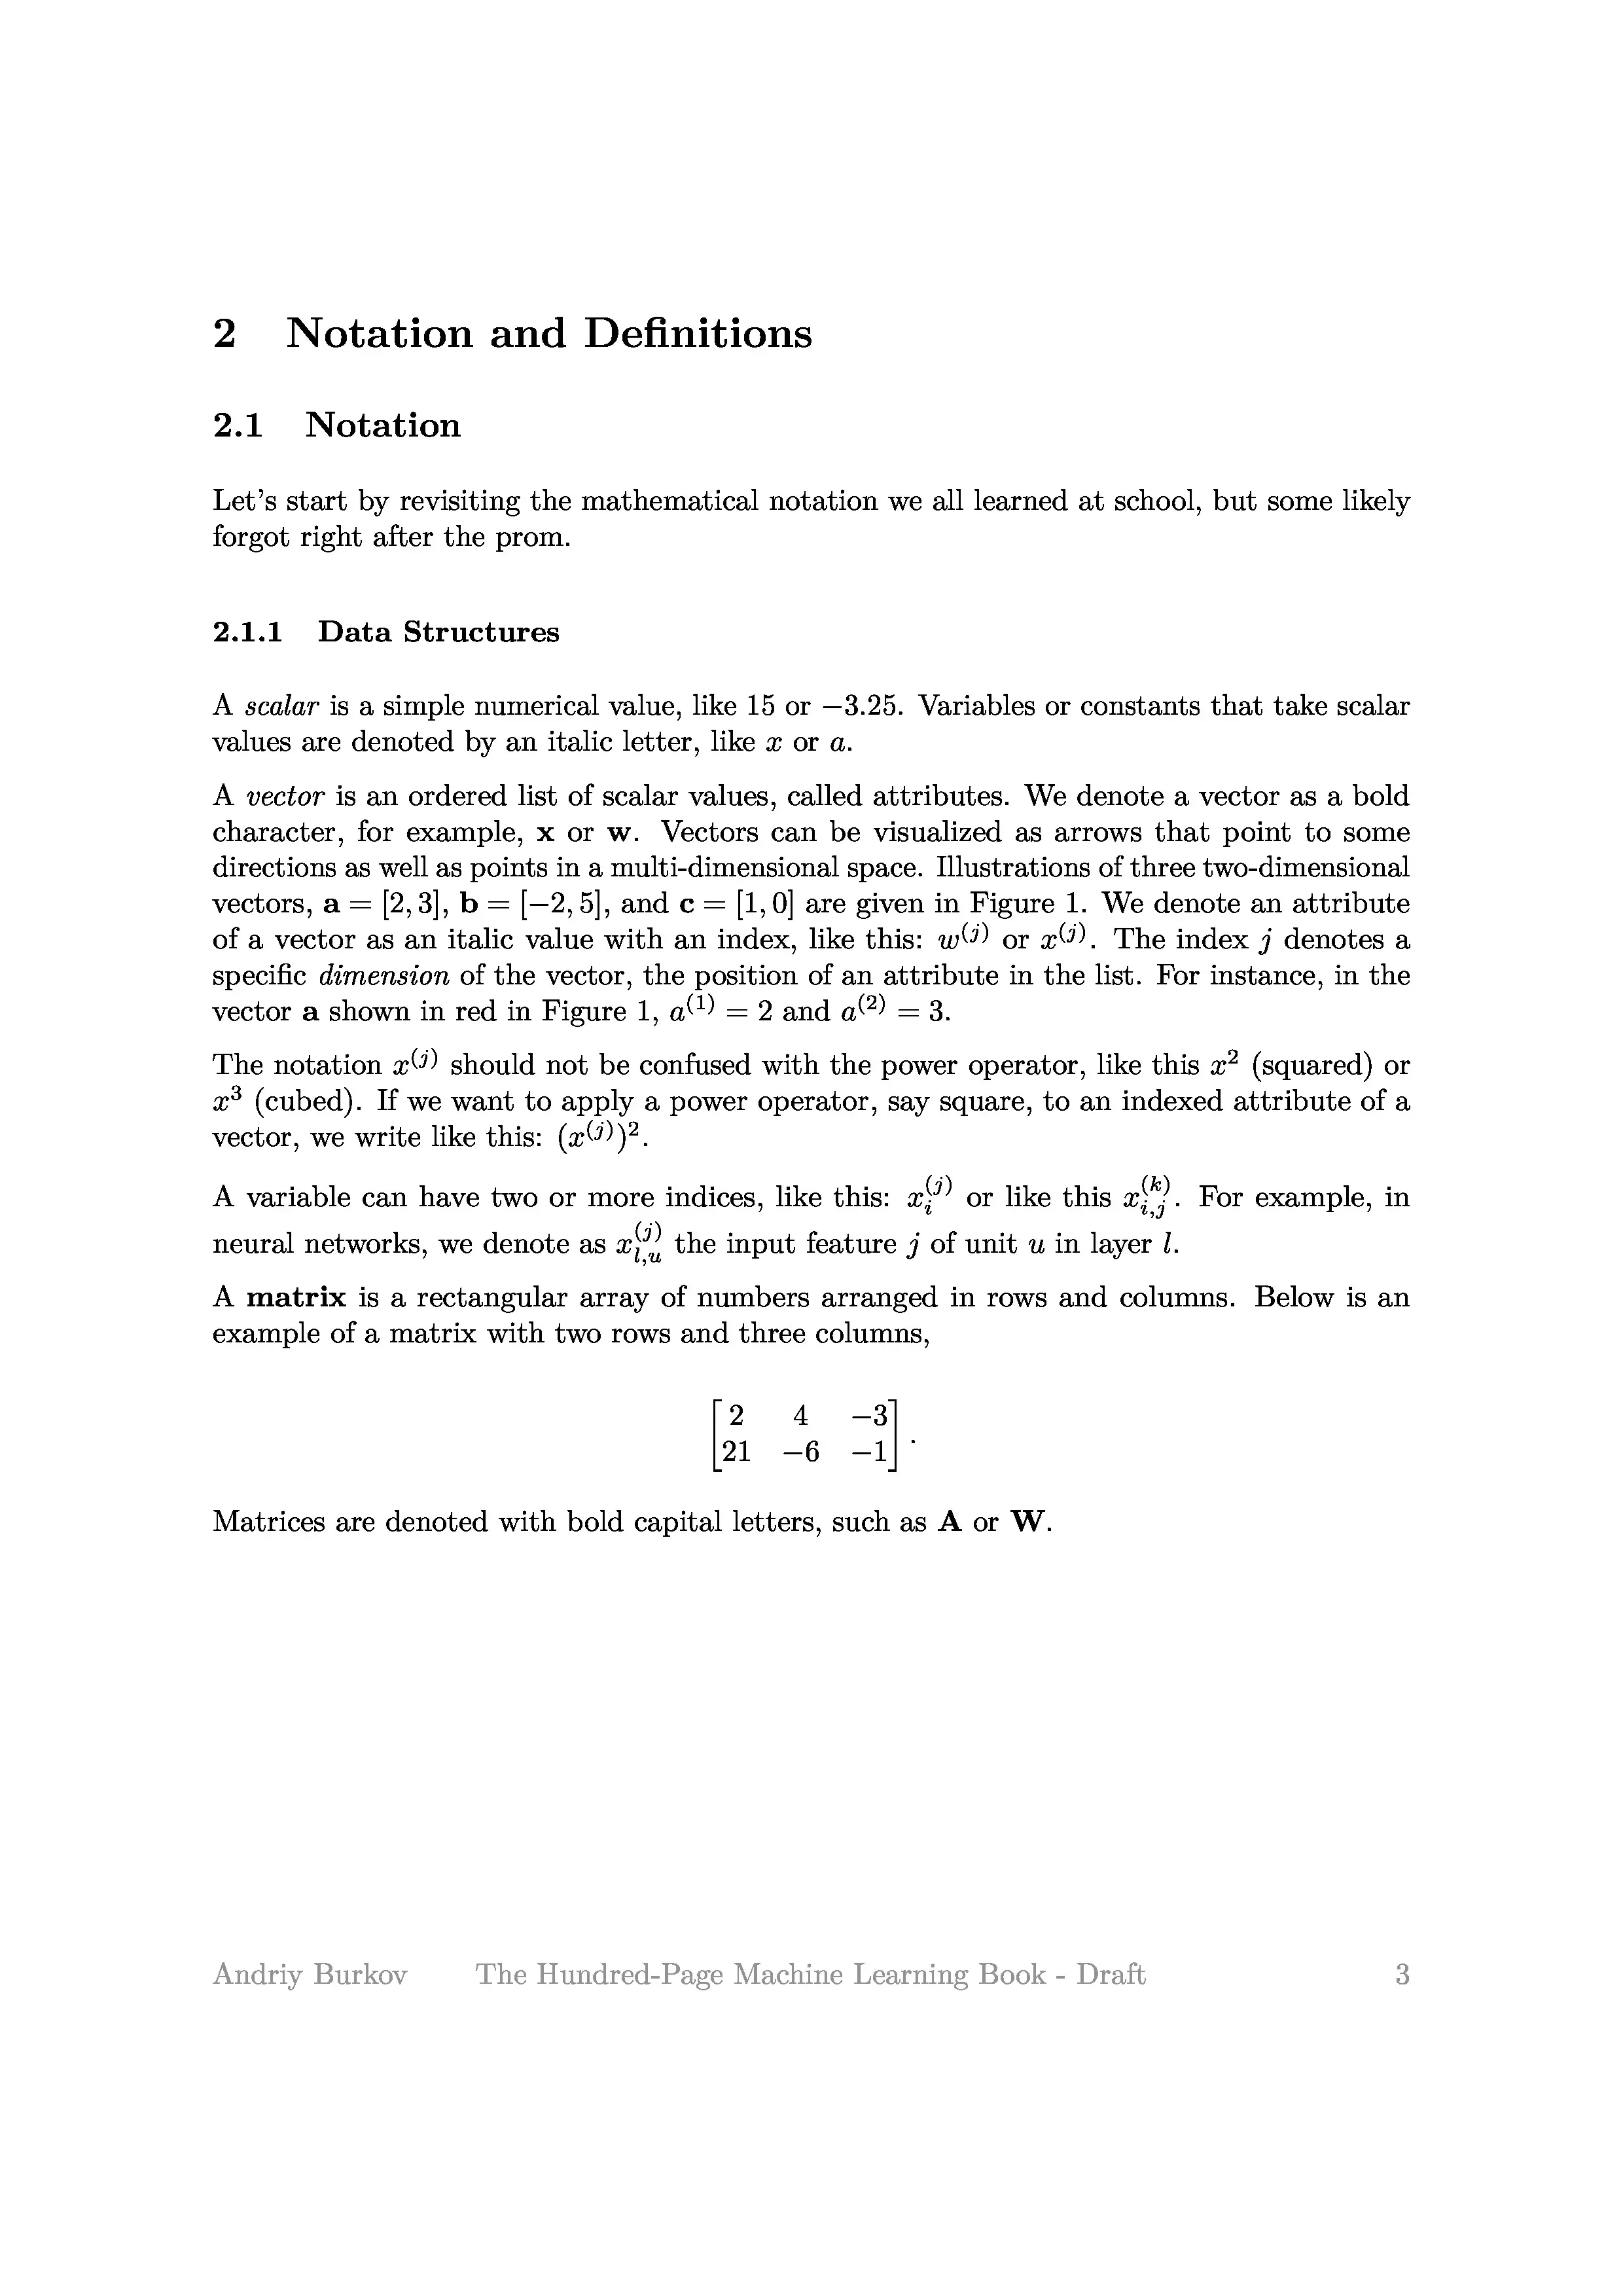 2 Notation and Definitions
2.1 Notation
Let's start by revisiting the mathematical notation we all learned at school, but some likely
forgot right after the prom.
2.1.1 Data Structures
A scalar is a simple numerical value, like 15 or −3.25. Variables or constants that take scalar
values are denoted by an italic letter, like x or a.
A vector is an ordered list of scalar values, called attributes. We denote a vector as a bold
character, for example, x or w. Vectors can be visualized as arrows that point to some
directions as well as points in a multi-dimensional space. Illustrations of three two-dimensional
vectors, a = [2, 3], b = [−2, 5], and c = [1, 0] are given in Figure 1. We denote an attribute
of a vector as an italic value with an index, like this: w^(j) or x^(j). The index j denotes a
specific dimension of the vector, the position of an attribute in the list. For instance, in the
vector a shown in red in Figure 1, a^(1) = 2 and a^(2) = 3.
The notation x^(j) should not be confused with the power operator, like this x^2 (squared) or
x^3 (cubed). If we want to apply a power operator, say square, to an indexed attribute of a
vector, we write like this: (x^(j))^2.
A variable can have two or more indices, like this: x_i^(j) or like this x_{i,j}^(k). For example, in
neural networks, we denote as x_{l,u}^(j) the input feature j of unit u in layer l.
A matrix is a rectangular array of numbers arranged in rows and columns. Below is an
example of a matrix with two rows and three columns,
[2 4 −3
21 −6 −1].
Matrices are denoted with bold capital letters, such as A or W.
Andriy Burkov The Hundred-Page Machine Learning Book - Draft 3